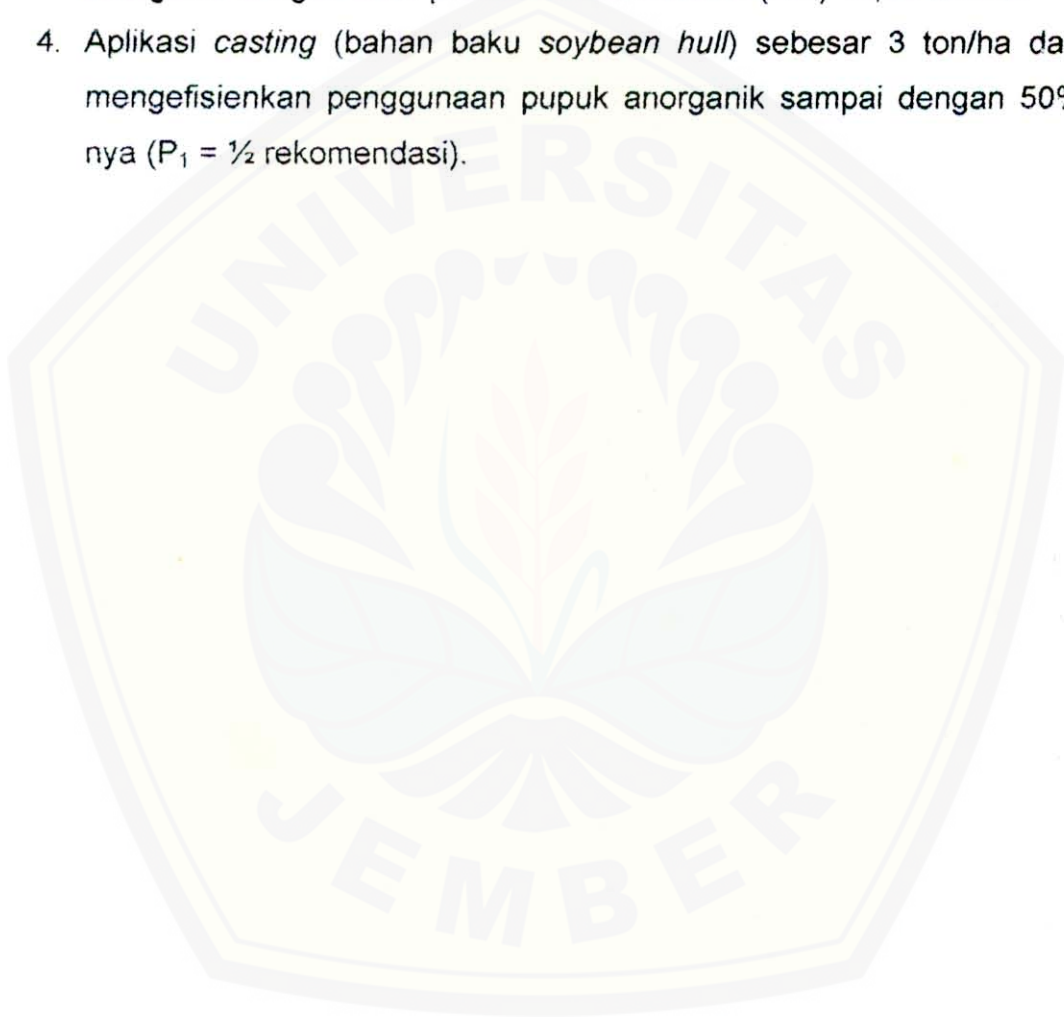 4. Aplikasi casting (bahan baku soybean hull) sebesar 3 ton/ha da
mengefisienkan penggunaan pupuk anorganik sampai dengan 50%
nya (P₁ = ½ rekomendasi).
UNIVERSITAS
JEMBER